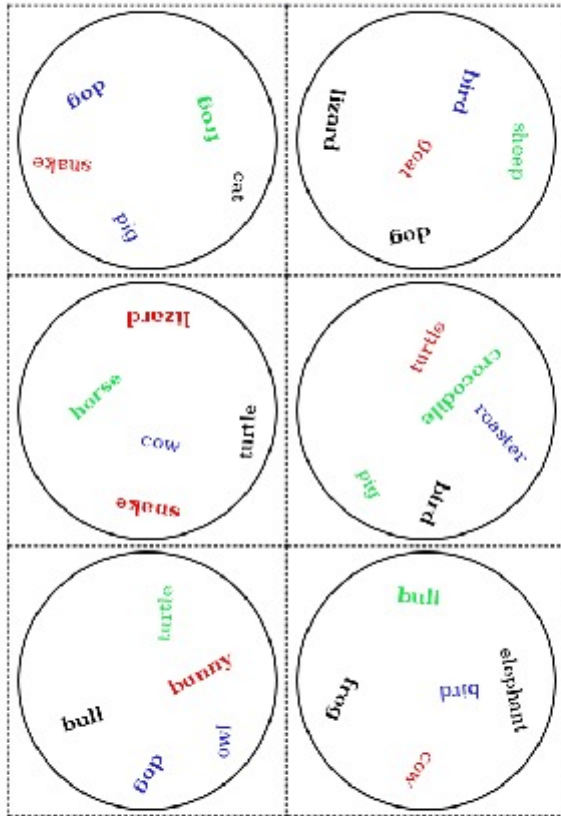 dog
frog
snake
cat
pig
lizard
bird
sheep
goat
dog
lizard
horse
cow
turtle
snake
turtle
crocodile
roaster
pig
bird
turtle
bunny
bull
owl
dog
bull
elephant
frog
bird
cow